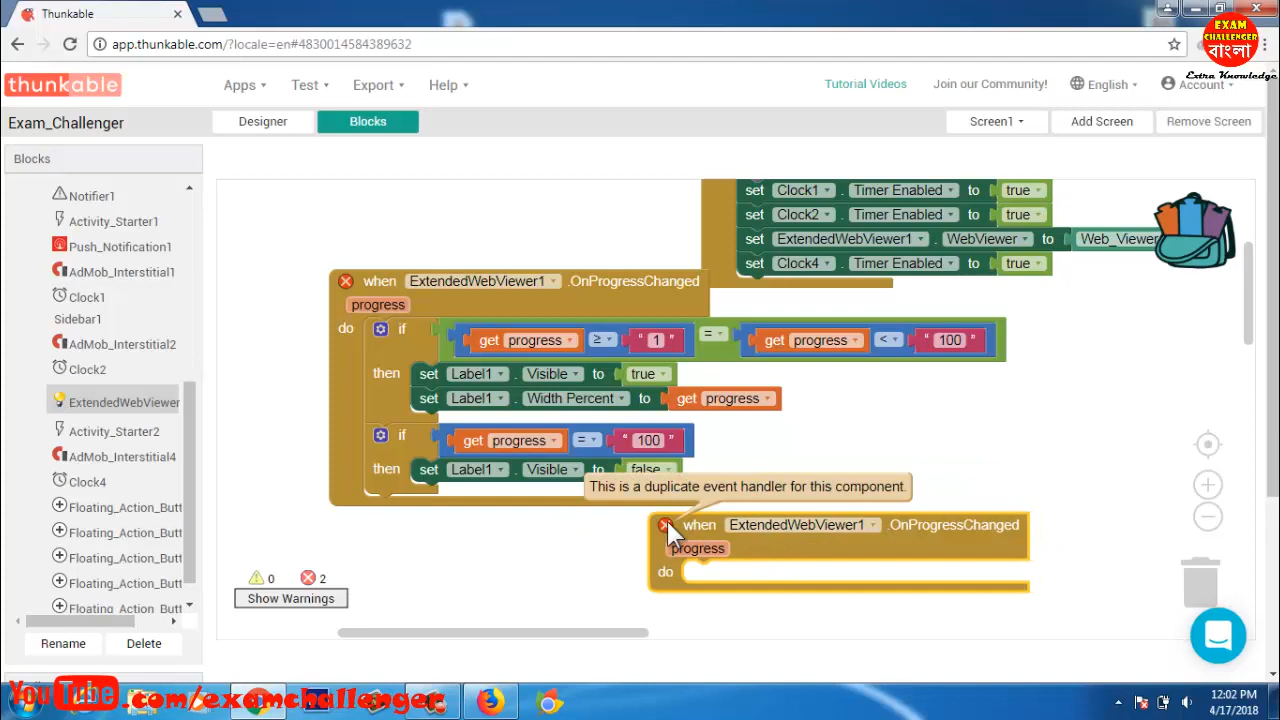 Thunkable
app.thunkable.com/?locale=en#4830014584389632
EXAM
CHALLENGER
বাংলা
Extra Knowledge
thunkable
Apps
Test
Export
Help
Tutorial Videos
Join our Community!
English
Account
Exam_Challenger
Designer
Blocks
Screen1
Add Screen
Remove Screen
Blocks
Notifier1
Activity_Starter1
Push_Notification1
AdMob_Interstitial1
Clock1
Sidebar1
AdMob_Interstitial2
Clock2
ExtendedWebViewer
Activity_Starter2
AdMob_Interstitial4
Clock4
Floating_Action_Butt
Floating_Action_Butt
Floating_Action_Butt
Floating_Action_Butt
Floating_Action_Butt
Rename
Delete
set Clock1 . Timer Enabled to true
set Clock2 . Timer Enabled to true
set ExtendedWebViewer1 . WebViewer to Web_Viewer
set Clock4 . Timer Enabled to true
when ExtendedWebViewer1 .OnProgressChanged
progress
do if get progress ≥ " 1 " = get progress < " 100 "
then set Label1 . Visible to true
set Label1 . Width Percent to get progress
if get progress = " 100 "
then set Label1 . Visible to false
This is a duplicate event handler for this component.
when ExtendedWebViewer1 .OnProgressChanged
progress
do
0 2
Show Warnings
YouTube.com/examchallenger
12:02 PM
4/17/2018